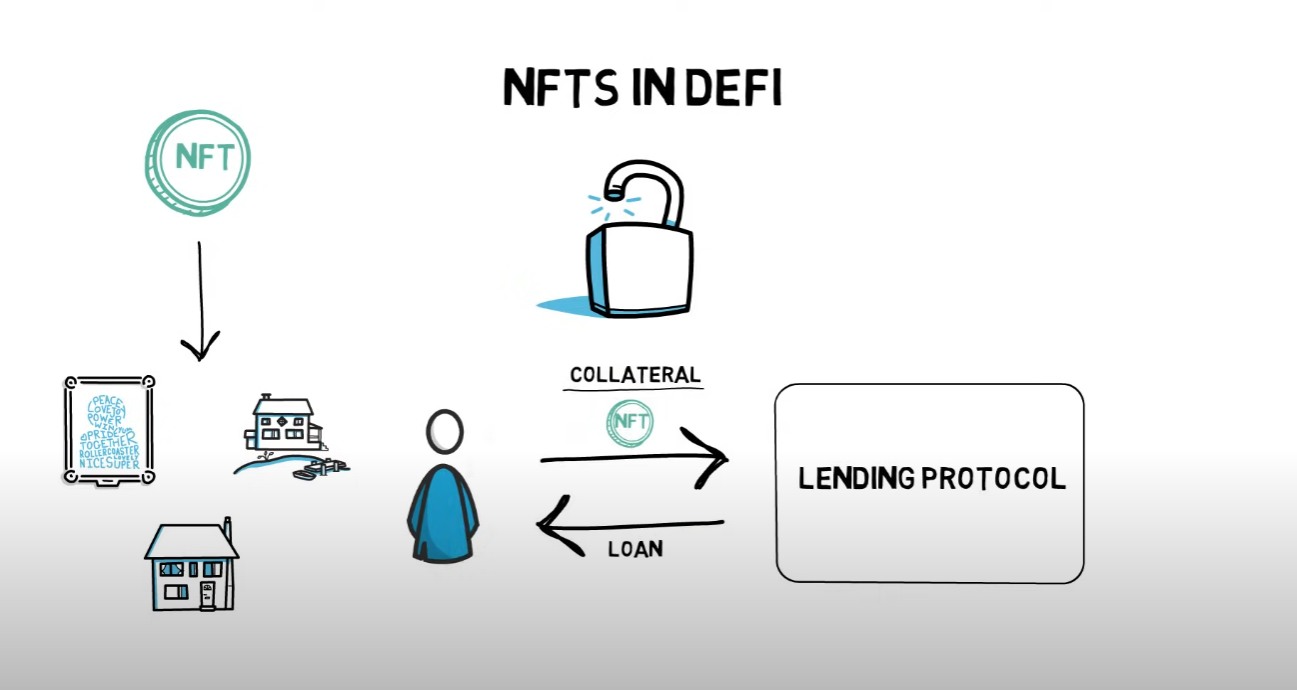 NFTS IN DEFI
NFT
PEACE
LOVE JOY
POWER
WIN
PRIDE
TOGETHER
ROLLERCOASTER
LOVELY
NICE SUPER
COLLATERAL
NFT
LENDING PROTOCOL
LOAN